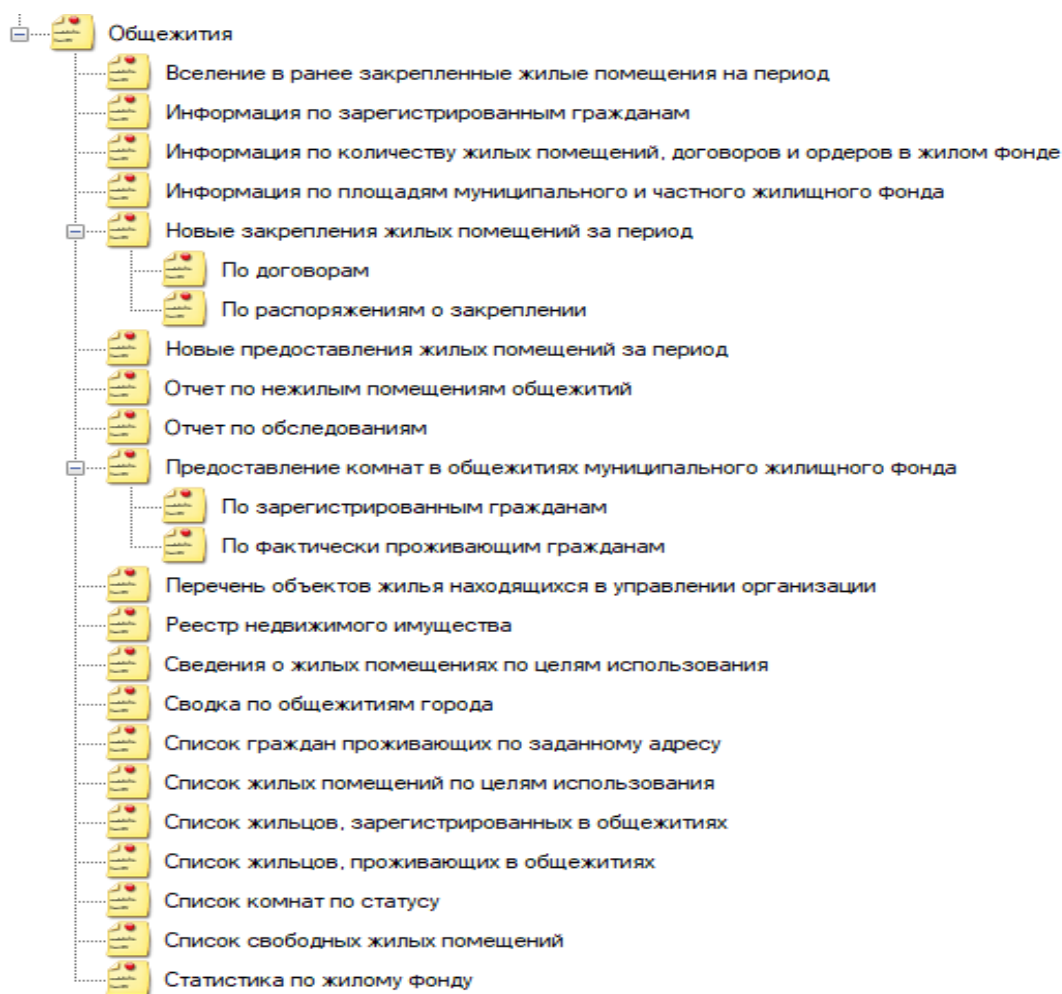 Общежития
Вселение в ранее закрепленные жилые помещения на период
Информация по зарегистрированным гражданам
Информация по количеству жилых помещений, договоров и ордеров в жилом фонде
Информация по площадям муниципального и частного жилищного фонда
Новые закрепления жилых помещений за период
По договорам
По распоряжениям о закреплении
Новые предоставления жилых помещений за период
Отчет по нежилым помещениям общежитий
Отчет по обследованиям
Предоставление комнат в общежитиях муниципального жилищного фонда
По зарегистрированным гражданам
По фактически проживающим гражданам
Перечень объектов жилья находящихся в управлении организации
Реестр недвижимого имущества
Сведения о жилых помещениях по целям использования
Сводка по общежитиям города
Список граждан проживающих по заданному адресу
Список жилых помещений по целям использования
Список жильцов, зарегистрированных в общежитиях
Список жильцов, проживающих в общежитиях
Список комнат по статусу
Список свободных жилых помещений
Статистика по жилому фонду